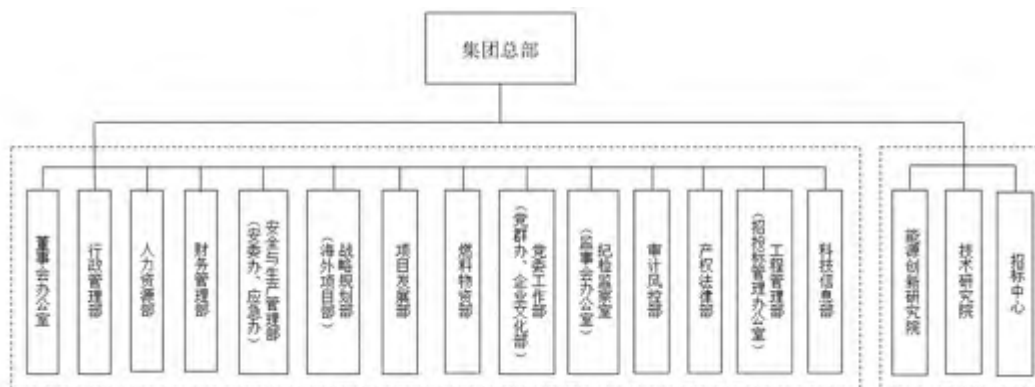 集团总部
董事会办公室
行政管理部
人力资源部
财务管理部
安全与生产管理部
（安委办、应急办）
战略规划部
（海外项目部）
项目发展部
燃料物资部
党委工作部
（党群办、企业文化部）
纪检监察室
（监事会办公室）
审计风控部
产权法律部
工程管理部
（招投标管理办公室）
科技信息部
能源创新研究院
技术研究院
招标中心